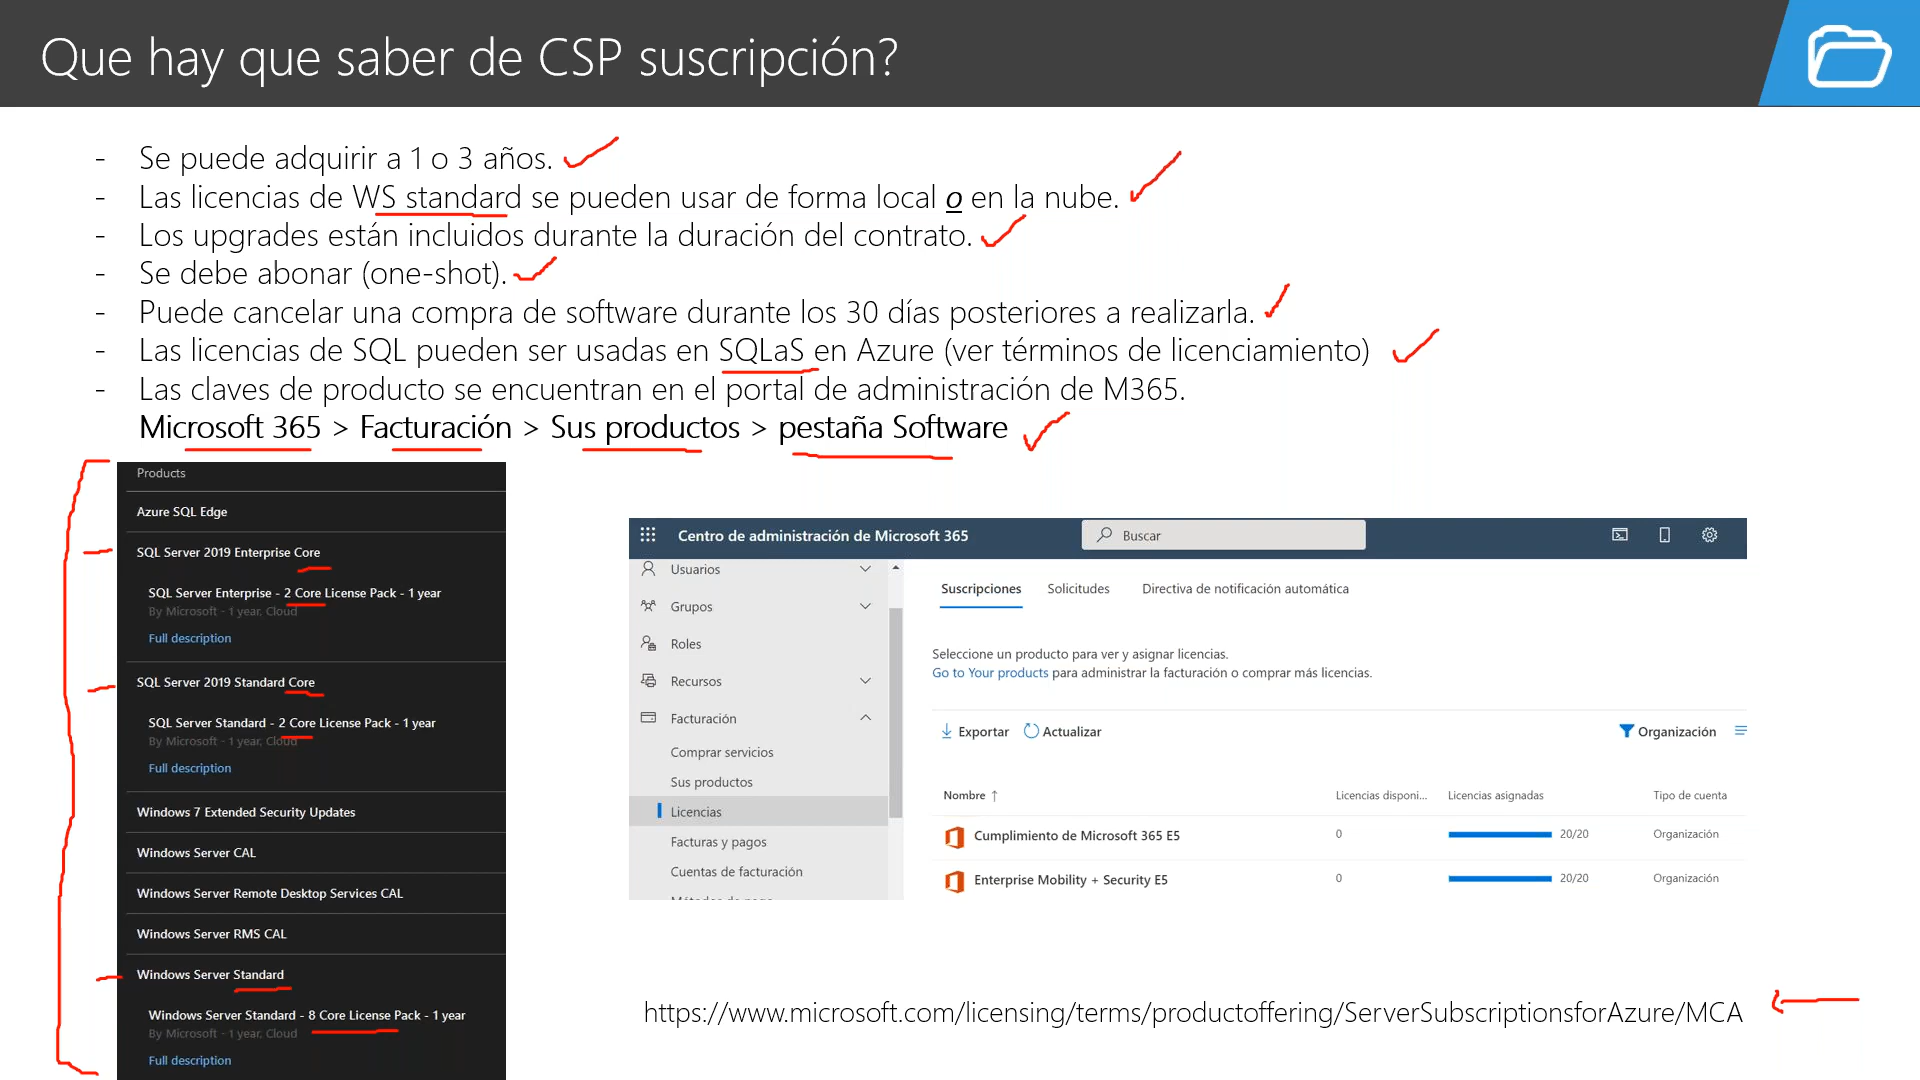 Que hay que saber de CSP suscripción?
- Se puede adquirir a 1 o 3 años.
- Las licencias de WS standard se pueden usar de forma local o en la nube.
- Los upgrades están incluidos durante la duración del contrato.
- Se debe abonar (one-shot).
- Puede cancelar una compra de software durante los 30 días posteriores a realizarla.
- Las licencias de SQL pueden ser usadas en SQLaS en Azure (ver términos de licenciamiento)
- Las claves de producto se encuentran en el portal de administración de M365.
Microsoft 365 > Facturación > Sus productos > pestaña Software
Products
Azure SQL Edge
SQL Server 2019 Enterprise Core
SQL Server Enterprise - 2 Core License Pack - 1 year
By Microsoft - 1 year, Cloud
Full description
SQL Server 2019 Standard Core
SQL Server Standard - 2 Core License Pack - 1 year
By Microsoft - 1 year, Cloud
Full description
Windows 7 Extended Security Updates
Windows Server CAL
Windows Server Remote Desktop Services CAL
Windows Server RMS CAL
Windows Server Standard
Windows Server Standard - 8 Core License Pack - 1 year
By Microsoft - 1 year, Cloud
Full description
Centro de administración de Microsoft 365
Buscar
Usuarios
Grupos
Roles
Recursos
Facturación
Comprar servicios
Sus productos
Licencias
Facturas y pagos
Cuentas de facturación
Suscripciones Solicitudes Directiva de notificación automática
Seleccione un producto para ver y asignar licencias.
Go to Your products para administrar la facturación o comprar más licencias.
Exportar Actualizar Organización
Nombre ↑ Licencias disponi... Licencias asignadas Tipo de cuenta
Cumplimiento de Microsoft 365 E5 0 20/20 Organización
Enterprise Mobility + Security E5 0 20/20 Organización
https://www.microsoft.com/licensing/terms/productoffering/ServerSubscriptionsforAzure/MCA